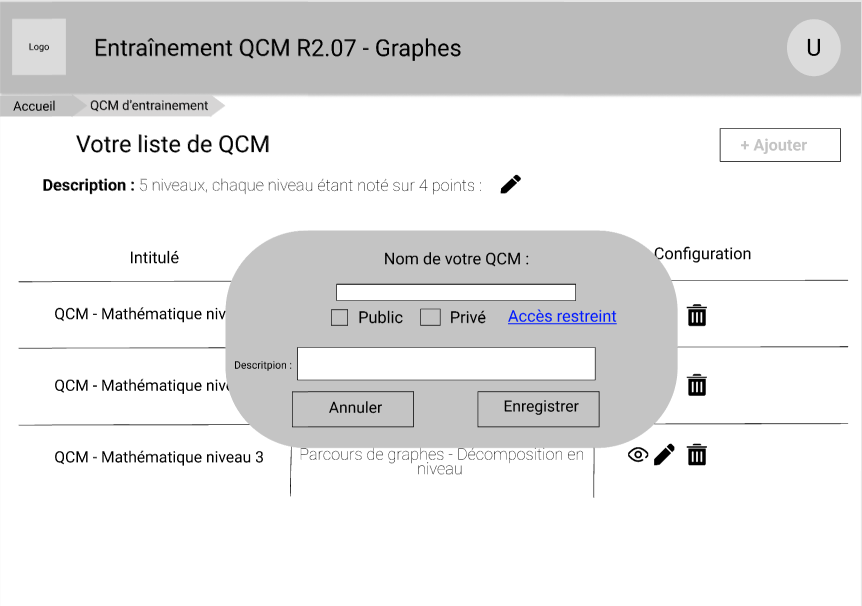 Logo
Entraînement QCM R2.07 - Graphes
U
Accueil
QCM d'entrainement
Votre liste de QCM
+ Ajouter
Description : 5 niveaux, chaque niveau étant noté sur 4 points :
Intitulé
Configuration
Nom de votre QCM :
Public
Privé
Accès restreint
Descritpion :
Annuler
Enregistrer
QCM - Mathématique niv
QCM - Mathématique nive
QCM - Mathématique niveau 3
Parcours de graphes - Décomposition en
niveau